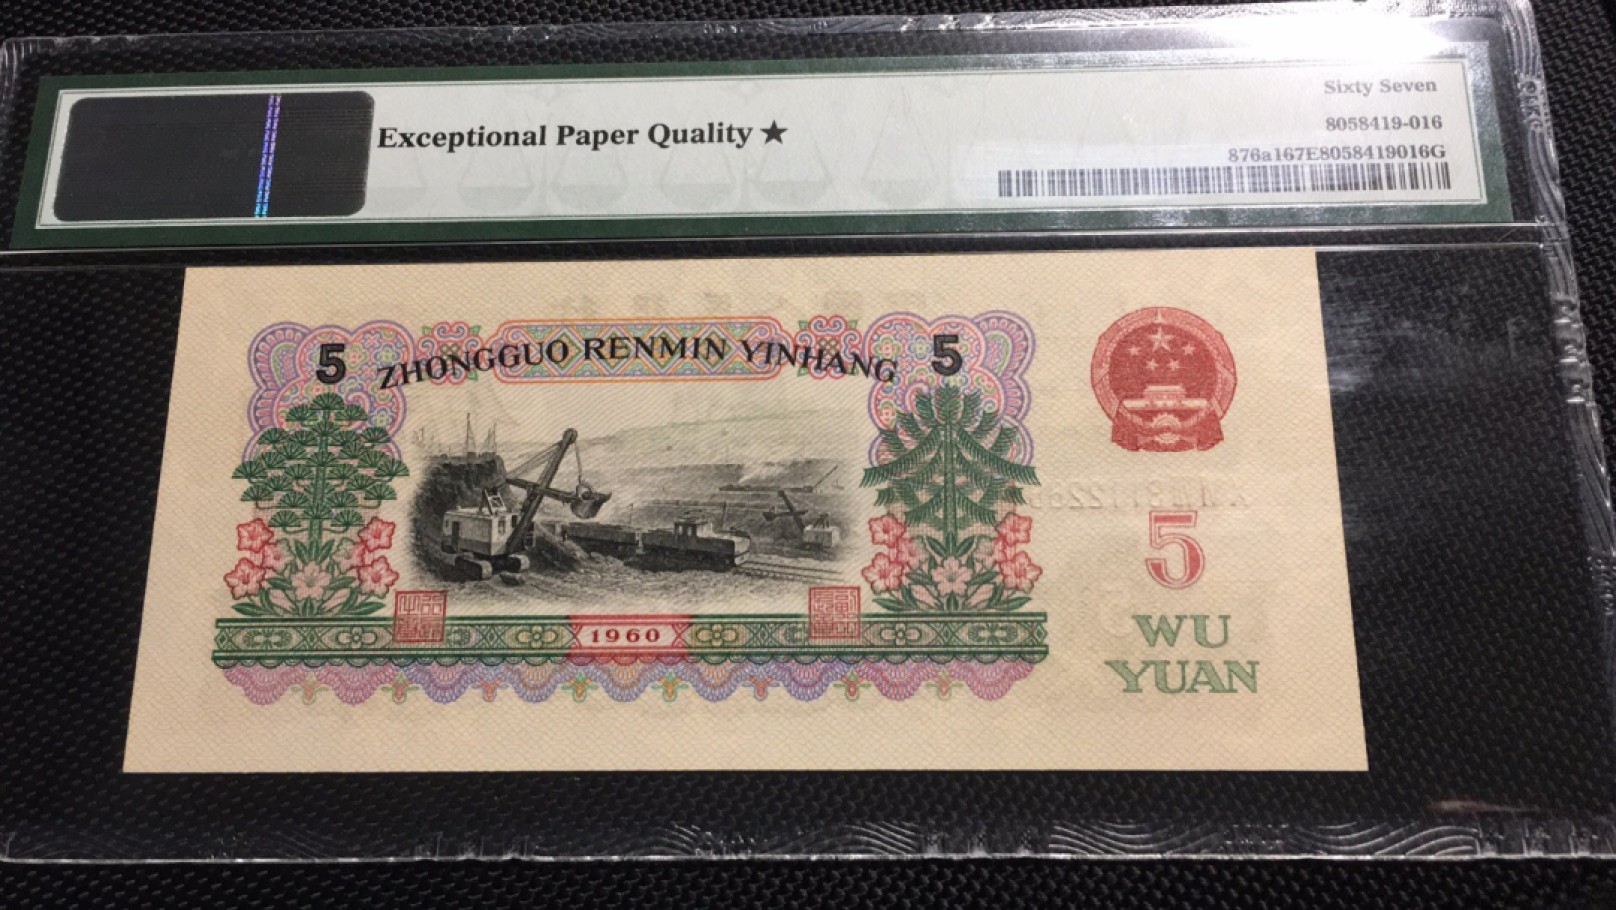 Sixty Seven
Exceptional Paper Quality ★
8058419-016
876a167E8058419016G
5 ZHONGGUO RENMIN YINHANG 5
5
1960
WU
YUAN